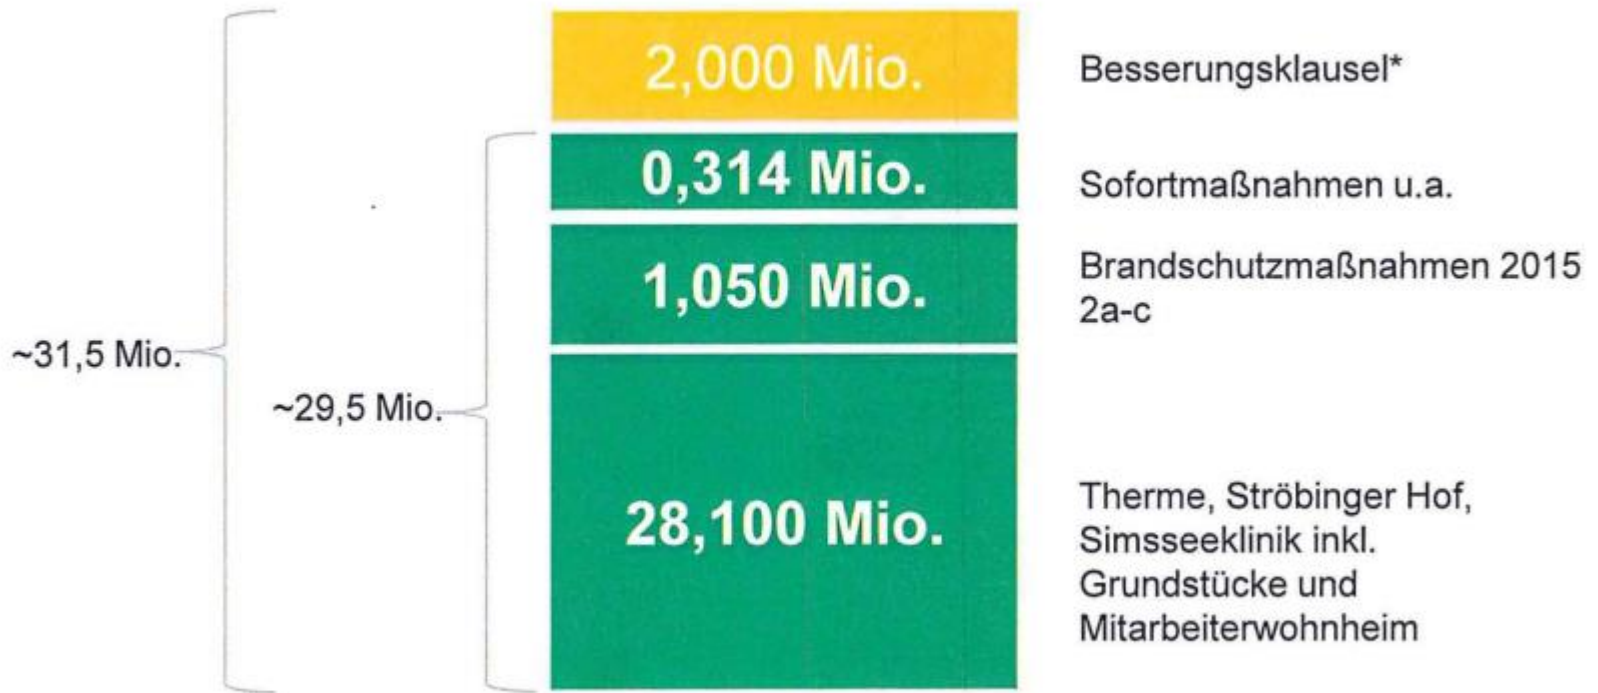 2,000 Mio.
Besserungsklausel*
0,314 Mio.
Sofortmaßnahmen u.a.
1,050 Mio.
Brandschutzmaßnahmen 2015
2a-c
~31,5 Mio.
~29,5 Mio.
28,100 Mio.
Therme, Ströbinger Hof,
Simsseeklinik inkl.
Grundstücke und
Mitarbeiterwohnheim